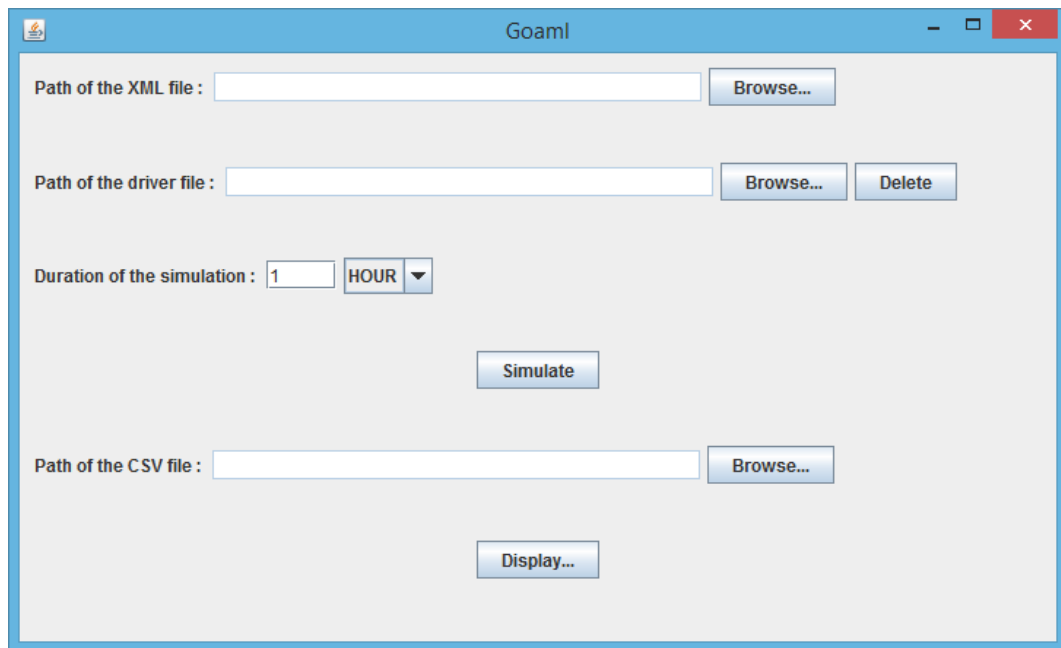 Goaml
Path of the XML file : Browse...
Path of the driver file : Browse... Delete
Duration of the simulation : 1 HOUR
Simulate
Path of the CSV file : Browse...
Display...